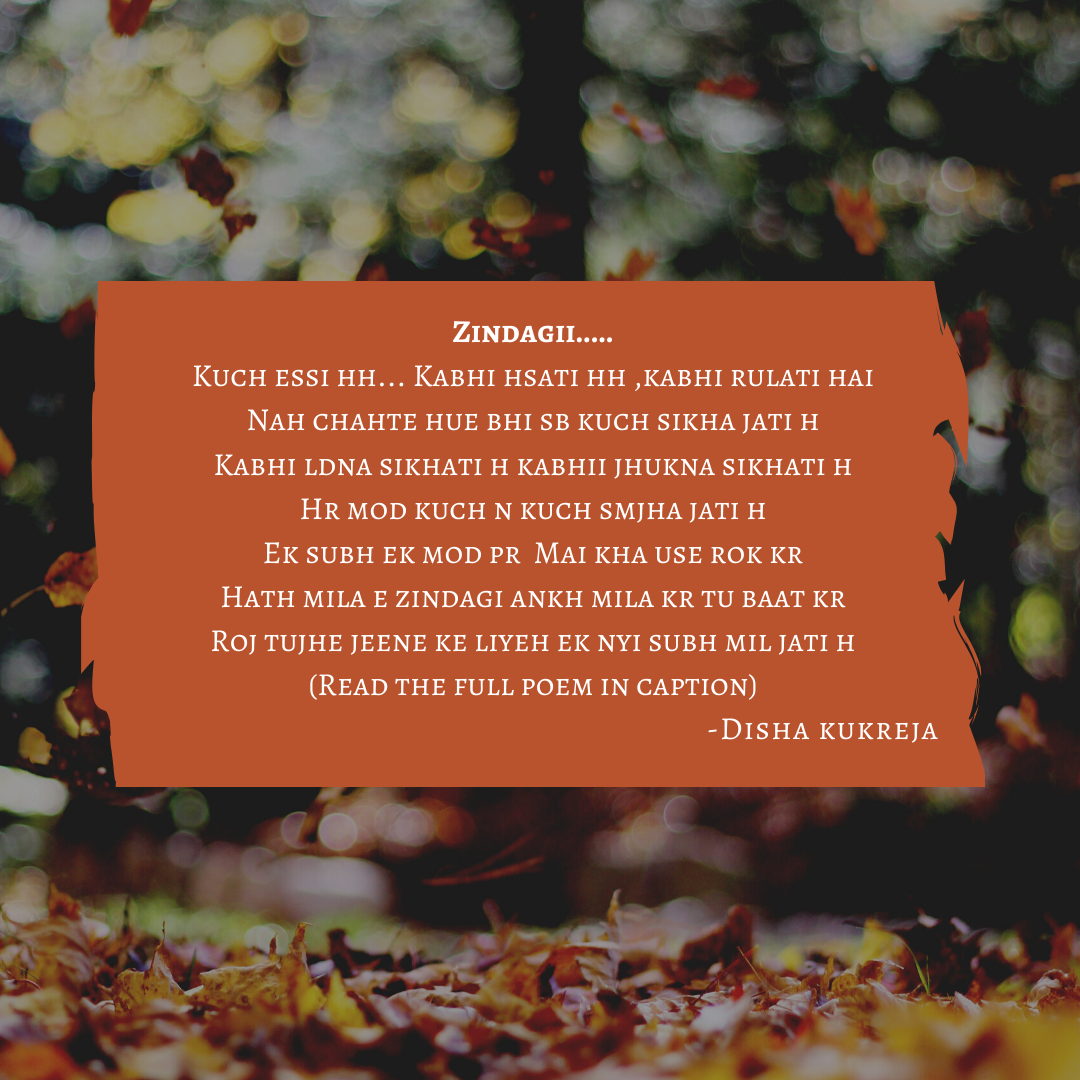 Zindagii.....
Kuch essi hh... Kabhi hsati hh ,kabhi rulati hai
Nah chahte hue bhi sb kuch sikha jati h
Kabhi ldna sikhati h kabhii jhukna sikhati h
Hr mod kuch n kuch smjha jati h
Ek subh ek mod pr  Mai kha use rok kr
Hath mila e zindagi ankh mila kr tu baat kr
Roj tujhe jeene ke liyeh ek nyi subh mil jati h
(Read the full poem in caption)
-Disha kukreja